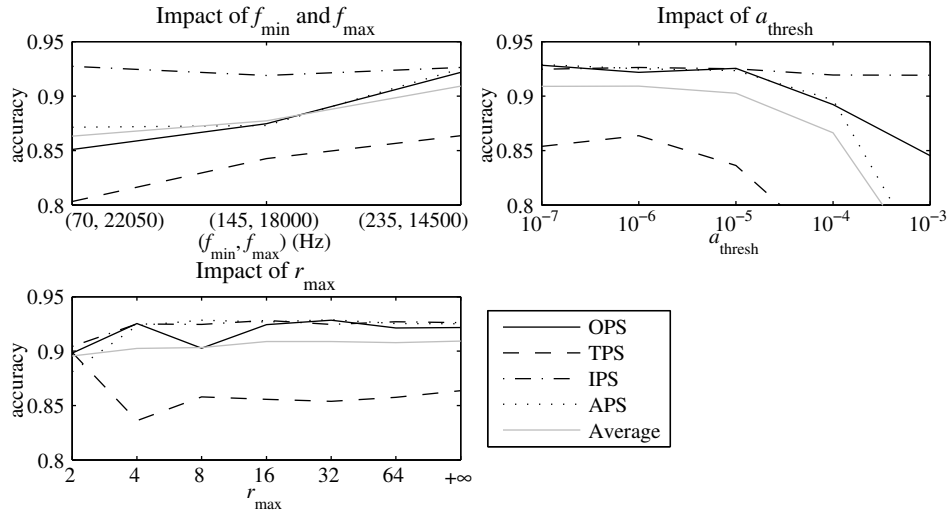 Impact of f_min and f_max
accuracy
0.95
0.9
0.85
0.8
(70, 22050) (145, 18000) (235, 14500)
(f_min, f_max) (Hz)
Impact of a_thresh
accuracy
0.95
0.9
0.85
0.8
10^−7 10^−6 10^−5 10^−4 10^−3
a_thresh
Impact of r_max
accuracy
0.95
0.9
0.85
0.8
2 4 8 16 32 64 +∞
r_max
OPS
TPS
IPS
APS
Average